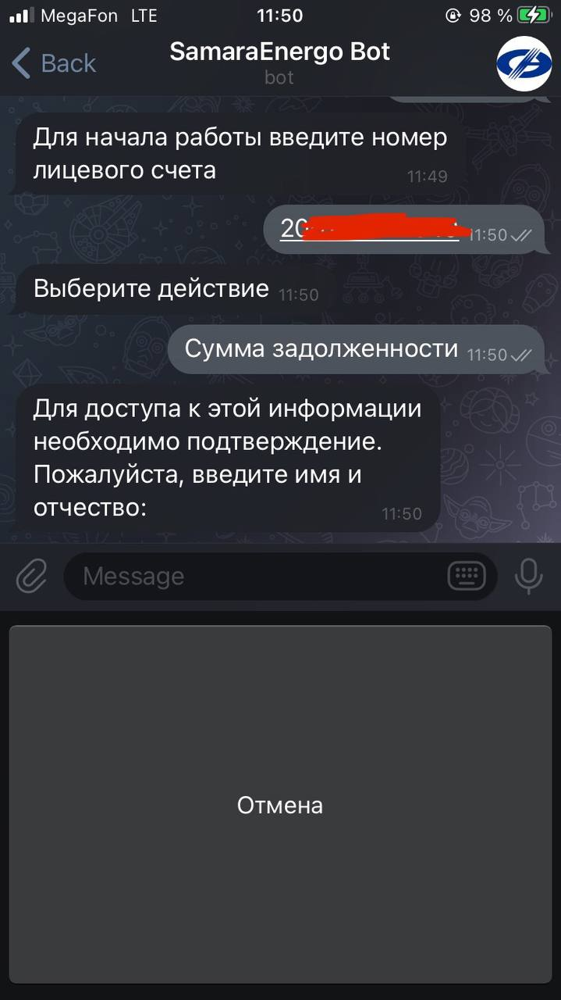 MegaFon LTE 11:50 98 %
Back
SamaraEnergo Bot
bot
Для начала работы введите номер
лицевого счета 11:49
20 11:50
Выберите действие 11:50
Сумма задолженности 11:50
Для доступа к этой информации
необходимо подтверждение.
Пожалуйста, введите имя и
отчество: 11:50
Message
Отмена